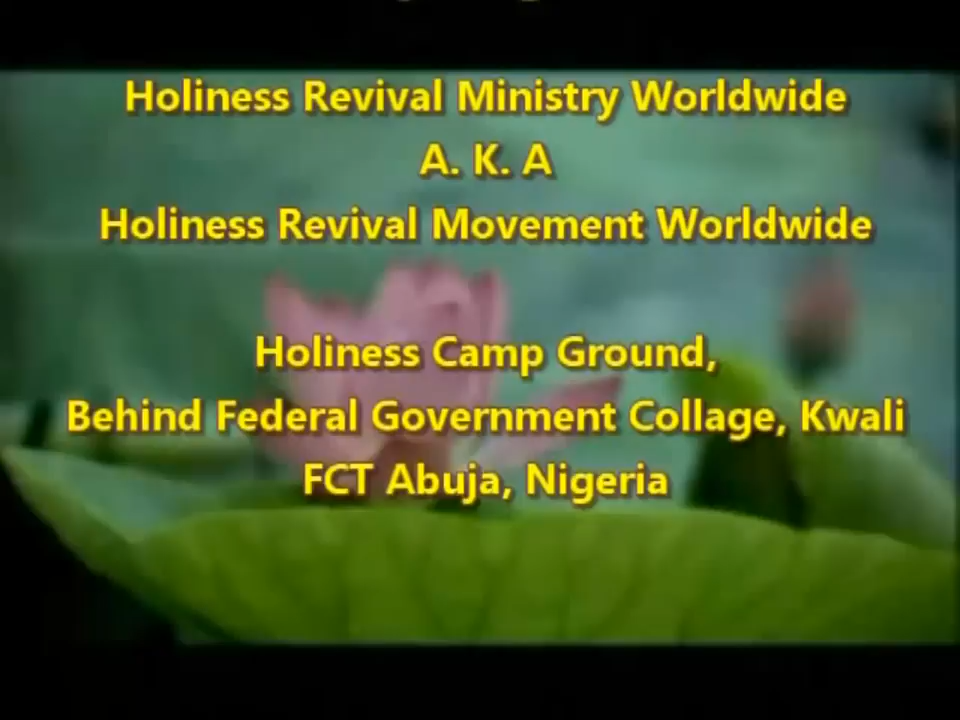 Holiness Revival Ministry Worldwide
A. K. A
Holiness Revival Movement Worldwide
Holiness Camp Ground,
Behind Federal Government Collage, Kwali
FCT Abuja, Nigeria